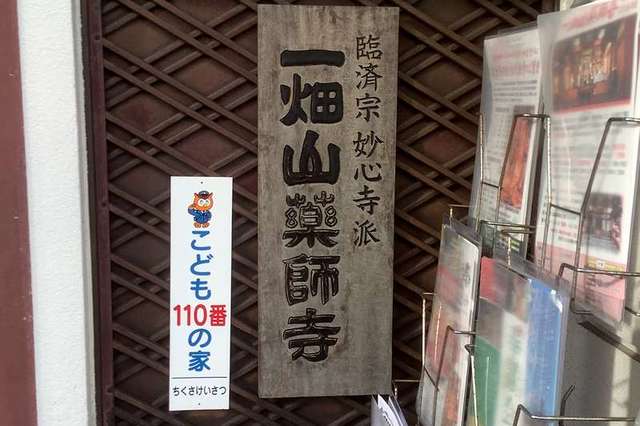 臨済宗 妙心寺派
一畑山薬師寺
こども
110番
の家
ちくさけいさつ